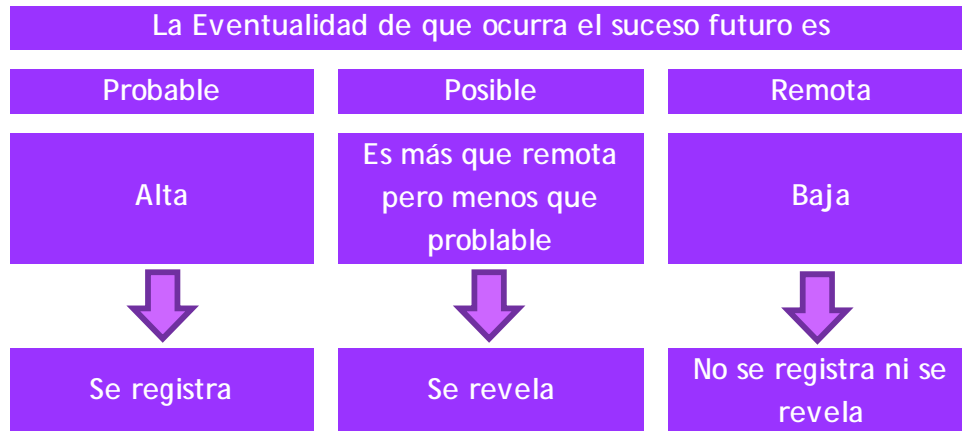 La Eventualidad de que ocurra el suceso futuro es
Probable
Posible
Remota
Alta
Es más que remota
pero menos que
problable
Baja
Se registra
Se revela
No se registra ni se
revela